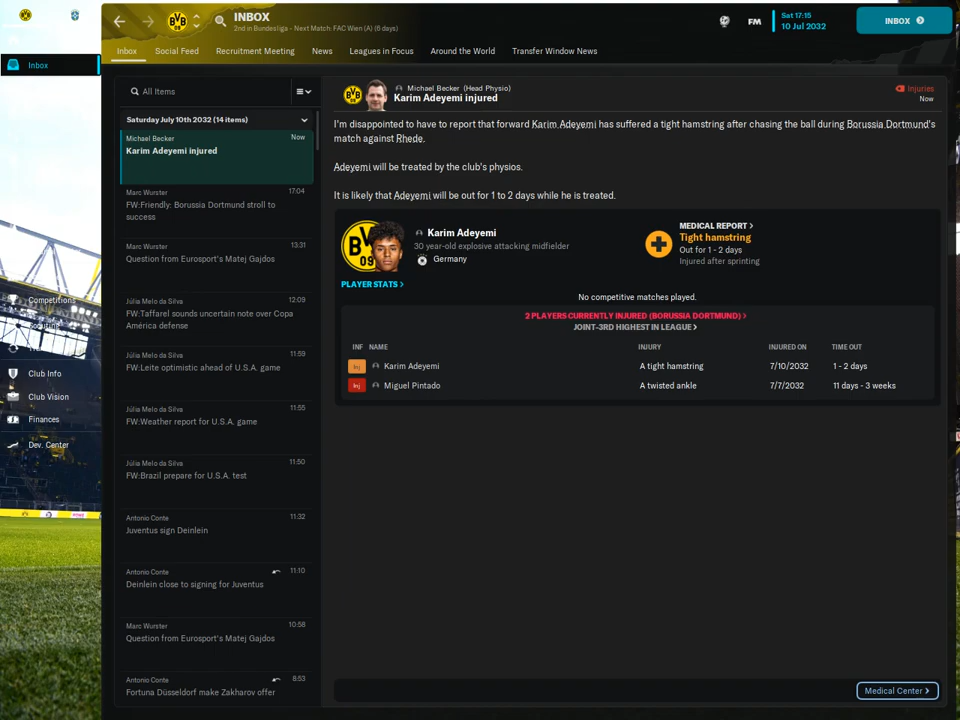 INBOX
2nd in Bundesliga - Next Match: FAC Wien (A) (6 days)
FM
Sat 17:15
10 Jul 2032
INBOX
Inbox
Social Feed
Recruitment Meeting
News
Leagues in Focus
Around the World
Transfer Window News
Inbox
Competitions
Scouting
Club Info
Club Vision
Finances
Dev. Center
All Items
Saturday July 10th 2032 (14 items)
Michael Becker
Now
Karim Adeyemi injured
Marc Wurster
17:04
FW:Friendly: Borussia Dortmund stroll to
success
Marc Wurster
13:31
Question from Eurosport's Matej Gajdos
Júlia Melo da Silva
12:09
FW:Taffarel sounds uncertain note over Copa
América defense
Júlia Melo da Silva
11:59
FW:Leite optimistic ahead of U.S.A. game
Júlia Melo da Silva
11:55
FW:Weather report for U.S.A. game
Júlia Melo da Silva
11:50
FW:Brazil prepare for U.S.A. test
Antonio Conte
11:32
Juventus sign Deinlein
Antonio Conte
11:10
Deinlein close to signing for Juventus
Marc Wurster
10:58
Question from Eurosport's Matej Gajdos
Antonio Conte
8:53
Fortuna Düsseldorf make Zakharov offer
Michael Becker (Head Physio)
Karim Adeyemi injured
Injuries
Now
I'm disappointed to have to report that forward Karim Adeyemi has suffered a tight hamstring after chasing the ball during Borussia Dortmund's
match against Rhede.
Adeyemi will be treated by the club's physios.
It is likely that Adeyemi will be out for 1 to 2 days while he is treated.
Karim Adeyemi
30 year-old explosive attacking midfielder
Germany
MEDICAL REPORT >
Tight hamstring
Out for 1 - 2 days
Injured after sprinting
PLAYER STATS >
No competitive matches played.
2 PLAYERS CURRENTLY INJURED (BORUSSIA DORTMUND) >
JOINT-3RD HIGHEST IN LEAGUE >
INF NAME INJURY INJURED ON TIME OUT
Inj Karim Adeyemi A tight hamstring 7/10/2032 1 - 2 days
Inj Miguel Pintado A twisted ankle 7/7/2032 11 days - 3 weeks
Medical Center >